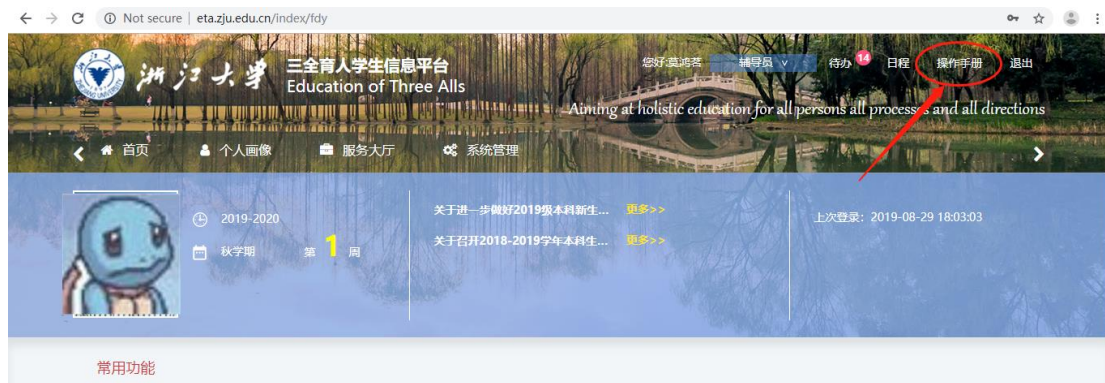 Not secure | eta.zju.edu.cn/index/fdy
浙江大学 三全育人学生信息平台
Education of Three Alls
您好:莫鸿茗 辅导员 ∨ 待办 14 日程 操作手册 退出
Aiming at holistic education for all persons all processes and all directions
首页 个人画像 服务大厅 系统管理
2019-2020
秋学期 第 1 周
关于进一步做好2019级本科新生... 更多>>
关于召开2018-2019学年本科生... 更多>>
上次登录：2019-08-29 18:03:03
常用功能